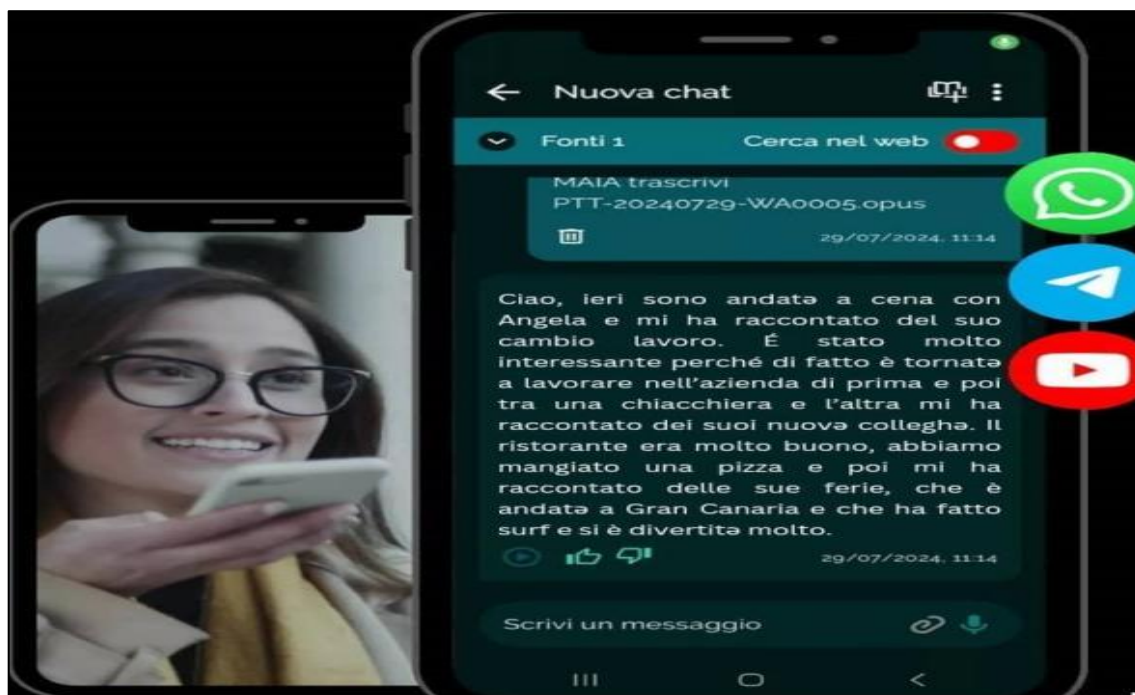 Nuova chat
Fonti 1 Cerca nel web
MAIA trascrivi
PTT-20240729-WA0005.opus
29/07/2024, 11:14
Ciao, ieri sono andatə a cena con
Angela e mi ha raccontato del suo
cambio lavoro. É stato molto
interessante perché di fatto è tornatə
a lavorare nell'azienda di prima e poi
tra una chiacchiera e l'altra mi ha
raccontato dei suoi nuovə colleghə. Il
ristorante era molto buono, abbiamo
mangiato una pizza e poi mi ha
raccontato delle sue ferie, che è
andatə a Gran Canaria e che ha fatto
surf e si è divertitə molto.
29/07/2024, 11:14
Scrivi un messaggio